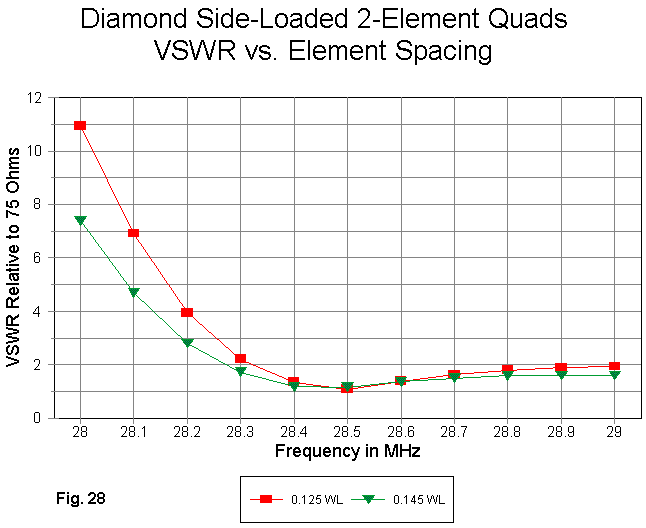 Diamond Side-Loaded 2-Element Quads
VSWR vs. Element Spacing
VSWR Relative to 75 Ohms
12
10
8
6
4
2
0
28 28.1 28.2 28.3 28.4 28.5 28.6 28.7 28.8 28.9 29
Frequency in MHz
Fig. 28
0.125 WL 0.145 WL